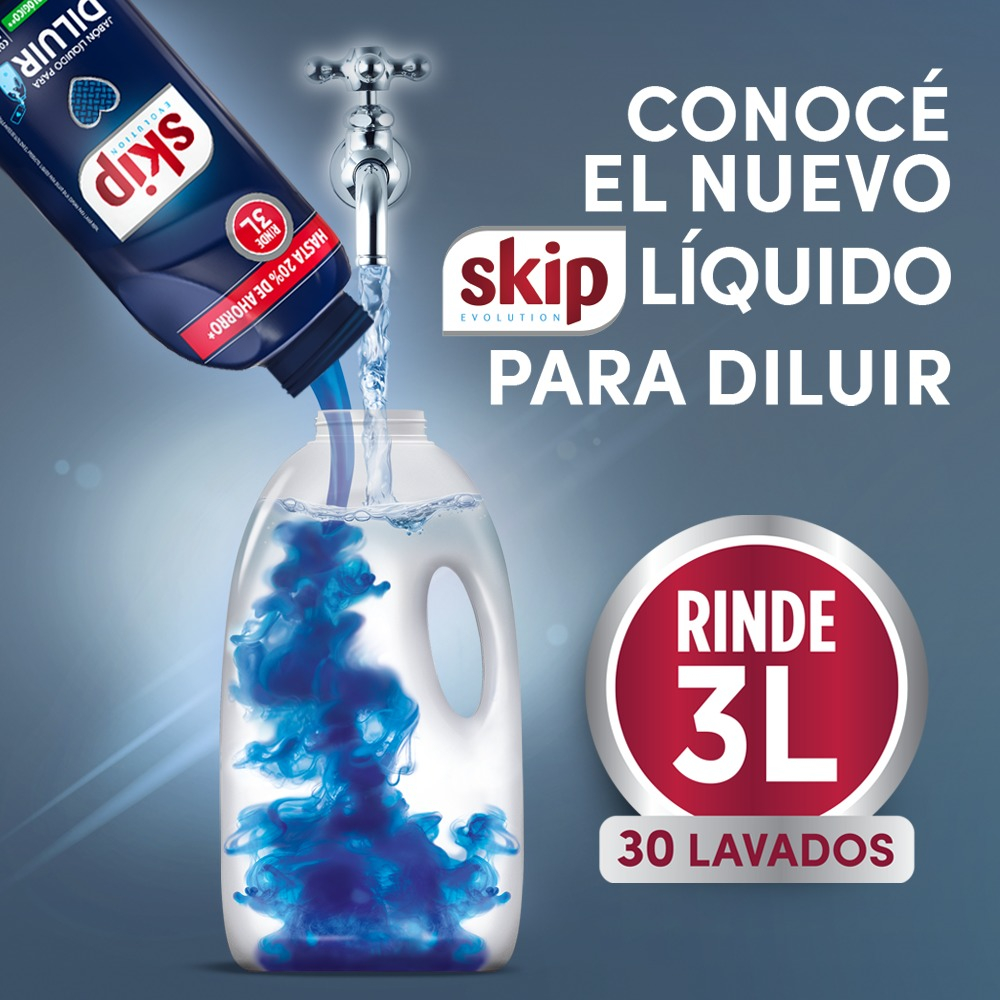 CONOCÉ
EL NUEVO
skip LÍQUIDO
EVOLUTION
PARA DILUIR
RINDE
3L
30 LAVADOS
HASTA 20% DE AHORRO*
RINDE
3L
skip
EVOLUTION
JABÓN LÍQUIDO PARA
DILUIR